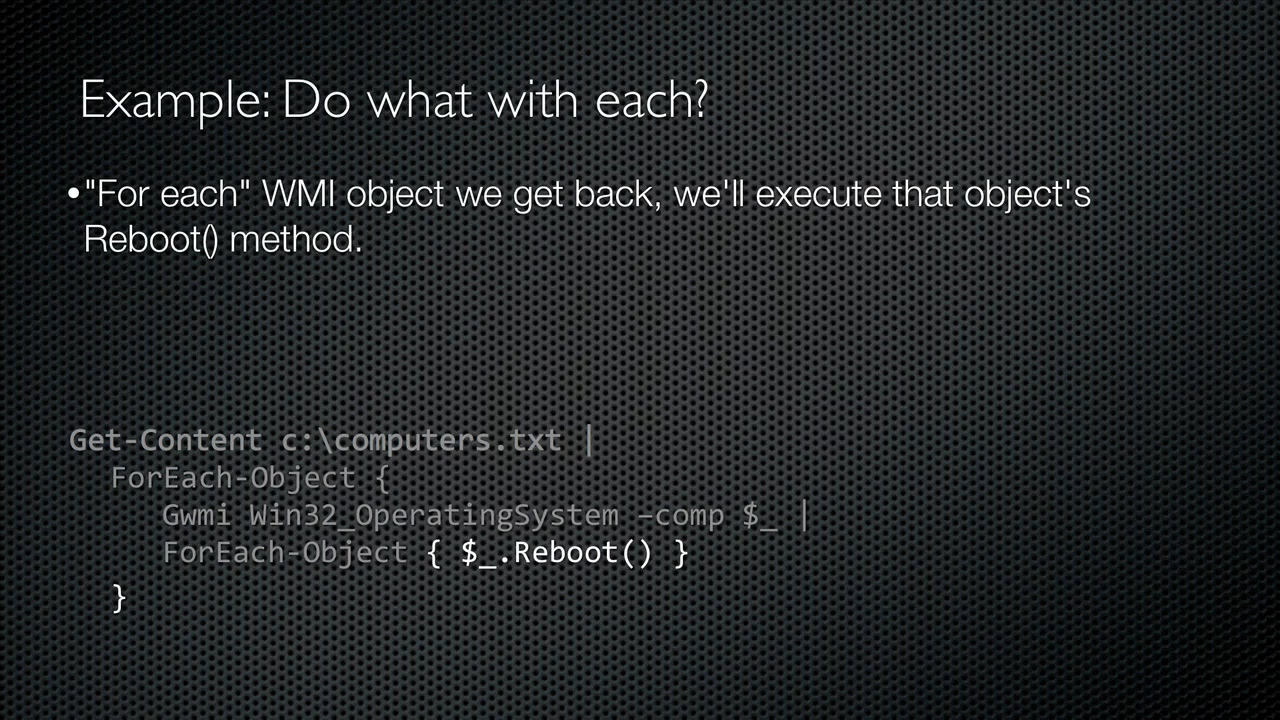 Example: Do what with each?
•"For each" WMI object we get back, we'll execute that object's
Reboot() method.
Get-Content c:\computers.txt |
ForEach-Object {
Gwmi Win32_OperatingSystem –comp $_ |
ForEach-Object { $_.Reboot() }
}